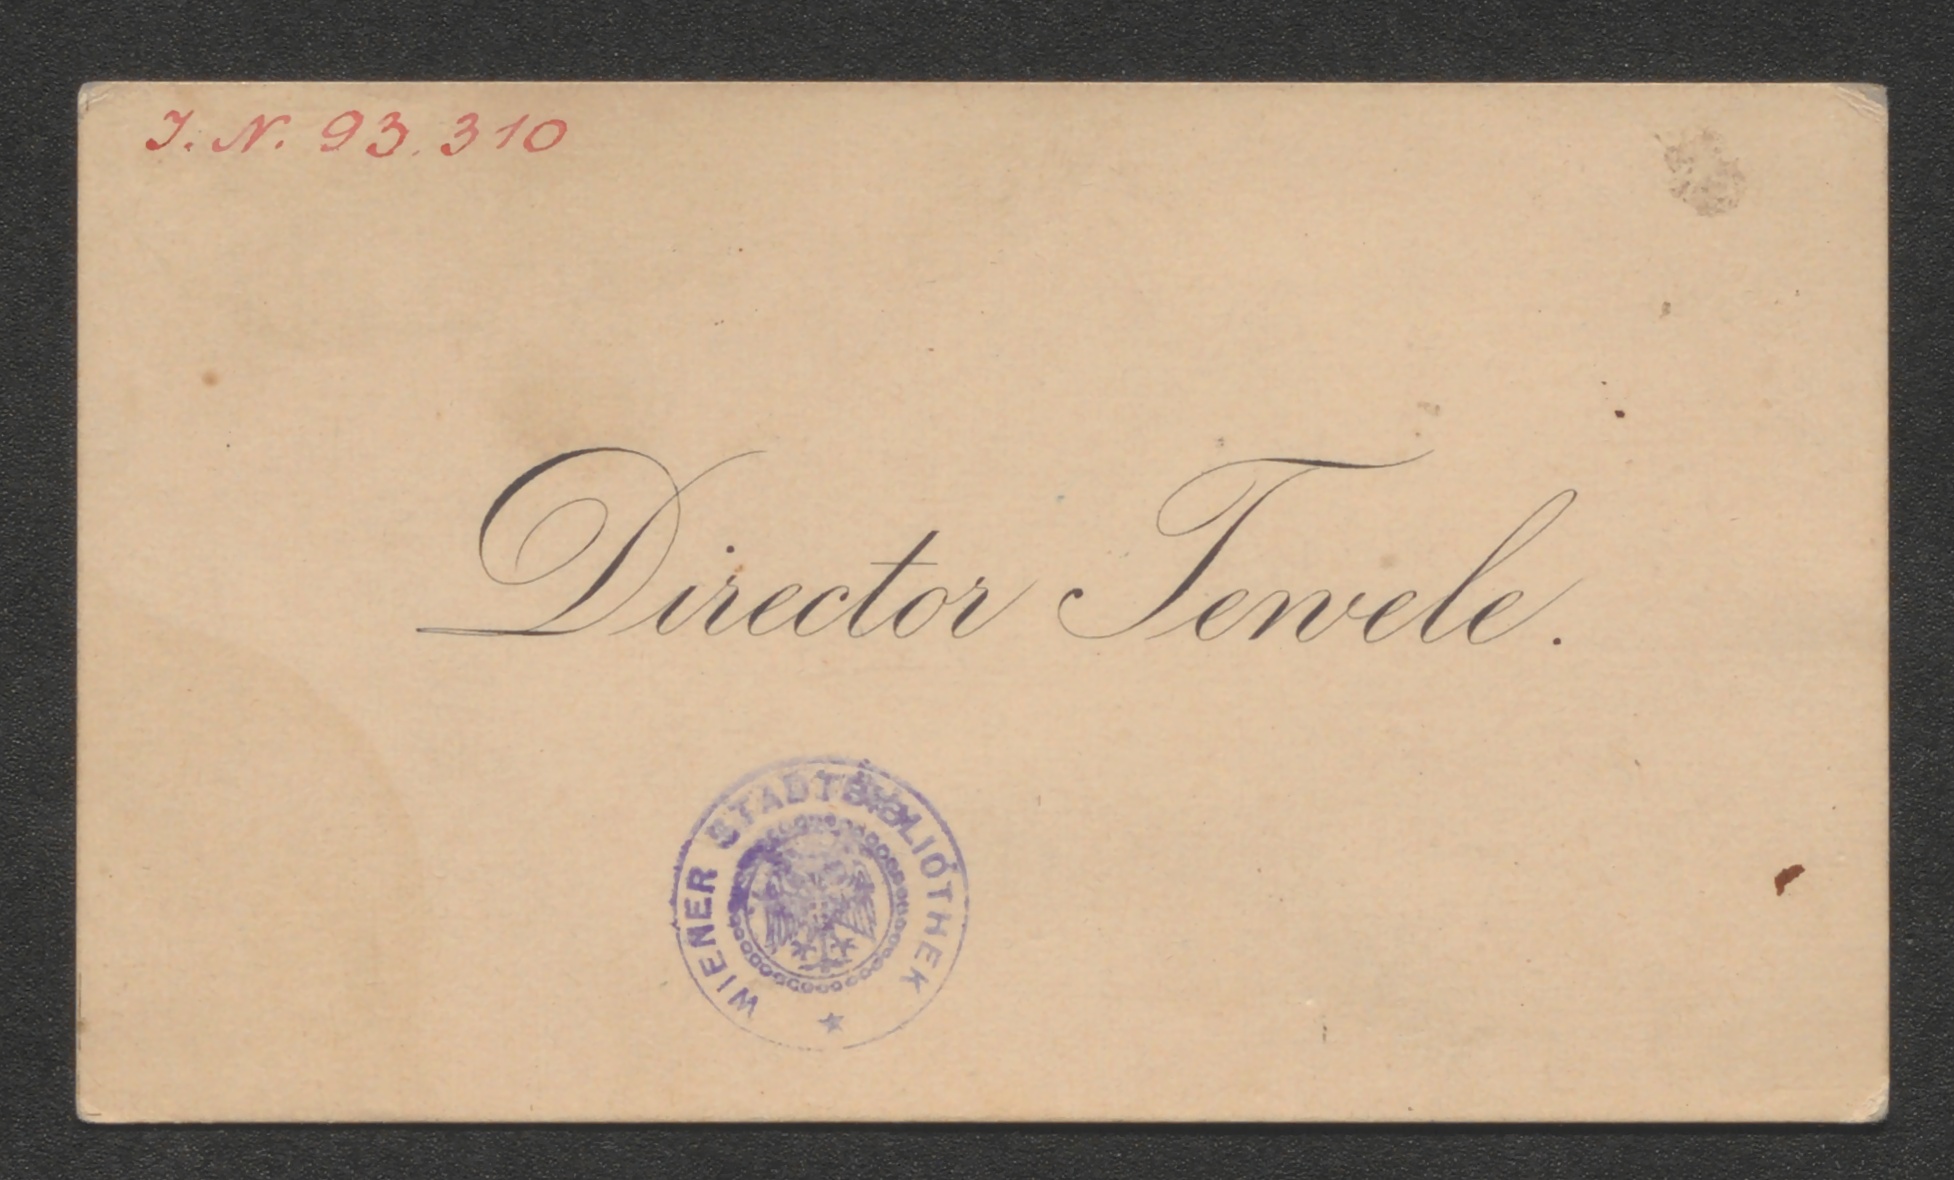 J. N. 93.310
Director Tewele.
WIENER STADTBIBLIOTHEK